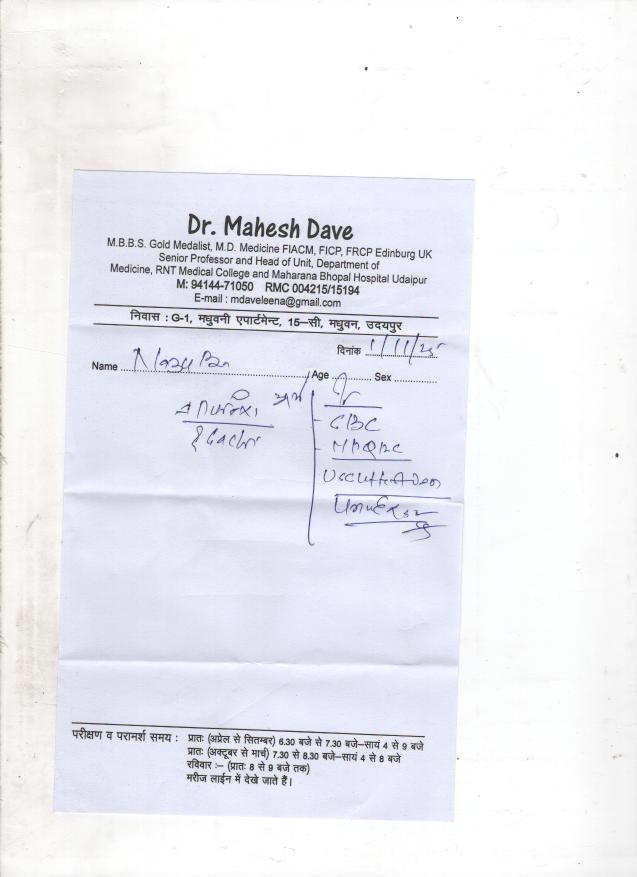 Dr. Mahesh Dave
M.B.B.S. Gold Medalist, M.D. Medicine FIACM, FICP, FRCP Edinburg UK
Senior Professor and Head of Unit, Department of
Medicine, RNT Medical College and Maharana Bhopal Hospital Udaipur
M: 94144-71050 RMC 004215/15194
E-mail : mdaveleena@gmail.com
निवास : G-1, मधुवनी एपार्टमेन्ट, 15–सी, मधुवन, उदयपुर
दिनांक 1/11/25
Name Age Sex
CBC
परीक्षण व परामर्श समय : प्रातः (अप्रेल से सितम्बर) 6.30 बजे से 7.30 बजे–सायं 4 से 9 बजे
प्रातः (अक्टूबर से मार्च) 7.30 से 8.30 बजे–सायं 4 से 8 बजे
रविवार :– (प्रातः 8 से 9 बजे तक)
मरीज लाईन में देखे जाते हैं।